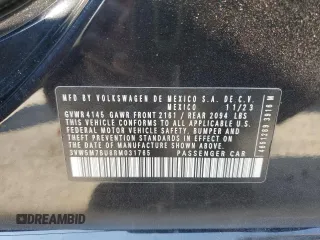 MFD. BY VOLKSWAGEN DE MEXICO S.A. DE C.V.
MEXICO 11/23
GVWR 4145 GAWR FRONT 2161 / REAR 2094 LBS
THIS VEHICLE CONFORMS TO ALL APPLICABLE
FEDERAL MOTOR VEHICLE SAFETY, BUMPER AND
THEFT PREVENTION STANDARDS IN EFFECT ON
THE DATE OF MANUFACTURE SHOWN ABOVE
3VW5M7BU8RM031765 PASSENGER CAR
DREAMBID